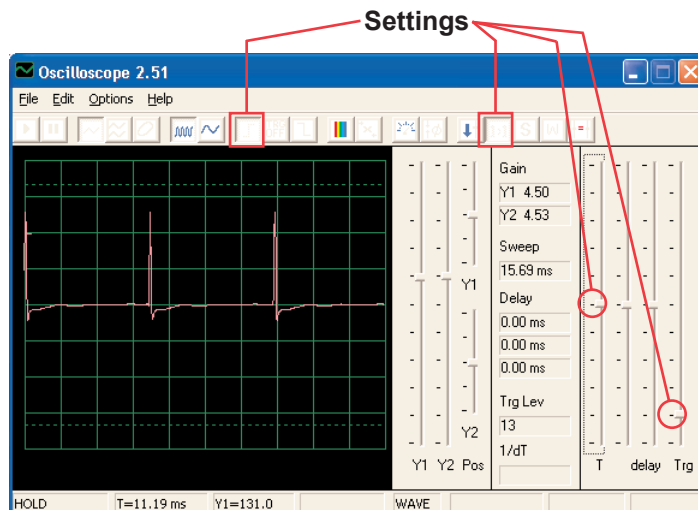 Settings
Oscilloscope 2.51
File Edit Options Help
OFF S W =
Gain
Y1 4.50
Y2 4.53
Sweep
15.69 ms
Y1
Delay
0.00 ms
0.00 ms
0.00 ms
Trg Lev
13
Y2
1/dT
Y1 Y2 Pos
T delay Trg
HOLD T=11.19 ms Y1=131.0 WAVE